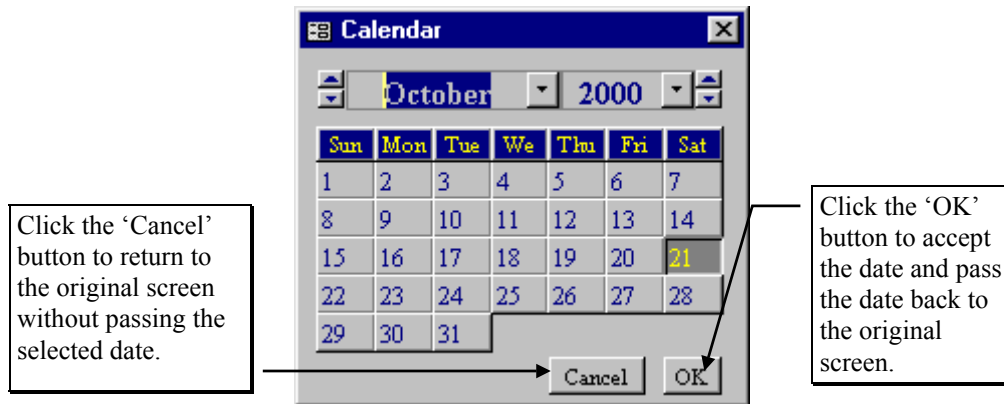 Calendar
October 2000
Sun Mon Tue We Thu Fri Sat
1 2 3 4 5 6 7
8 9 10 11 12 13 14
15 16 17 18 19 20 21
22 23 24 25 26 27 28
29 30 31
Cancel OK
Click the ‘Cancel’
button to return to
the original screen
without passing the
selected date.
Click the ‘OK’
button to accept
the date and pass
the date back to
the original
screen.